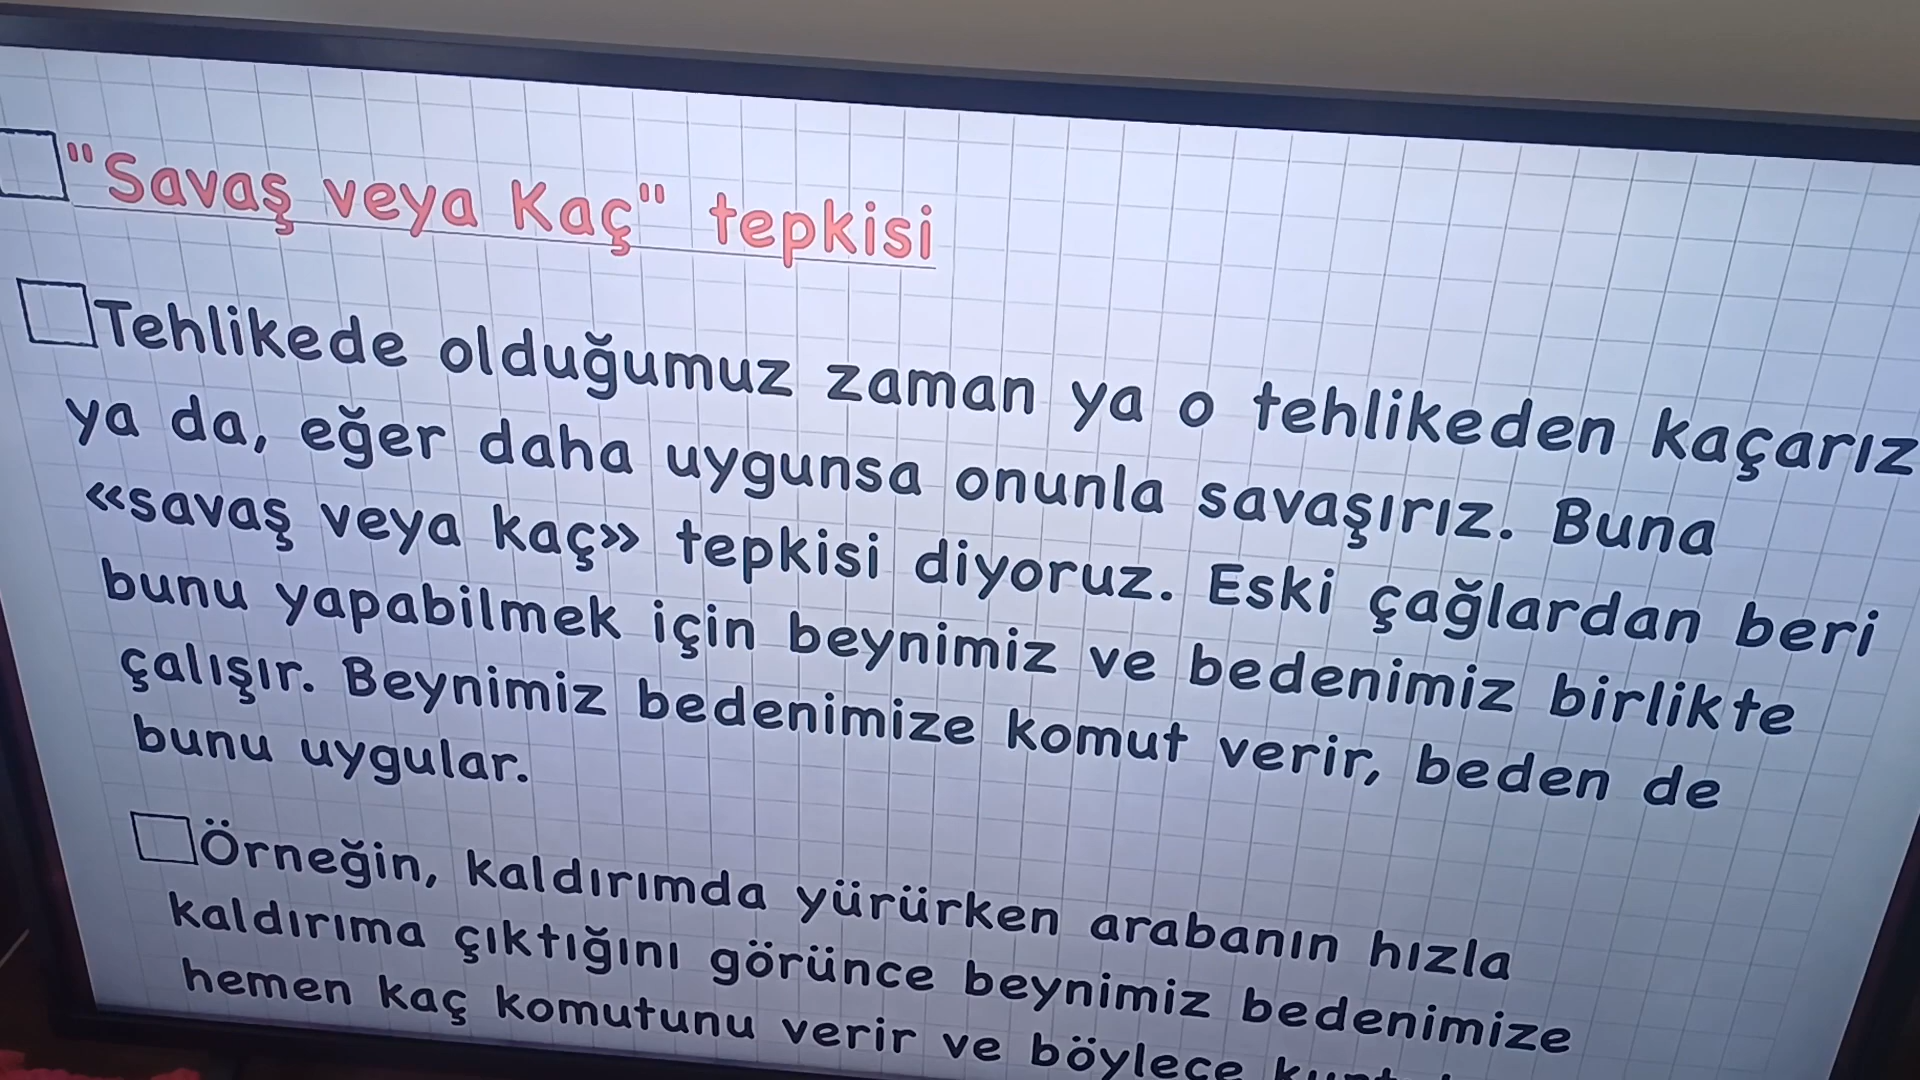 "Savaş veya Kaç" tepkisi
Tehlikede olduğumuz zaman ya o tehlikeden kaçarız
ya da, eğer daha uygunsa onunla savaşırız. Buna
«savaş veya kaç» tepkisi diyoruz. Eski çağlardan beri
bunu yapabilmek için beynimiz ve bedenimiz birlikte
çalışır. Beynimiz bedenimize komut verir, beden de
bunu uygular.
Örneğin, kaldırımda yürürken arabanın hızla
kaldırıma çıktığını görünce beynimiz bedenimize
hemen kaç komutunu verir ve böylece